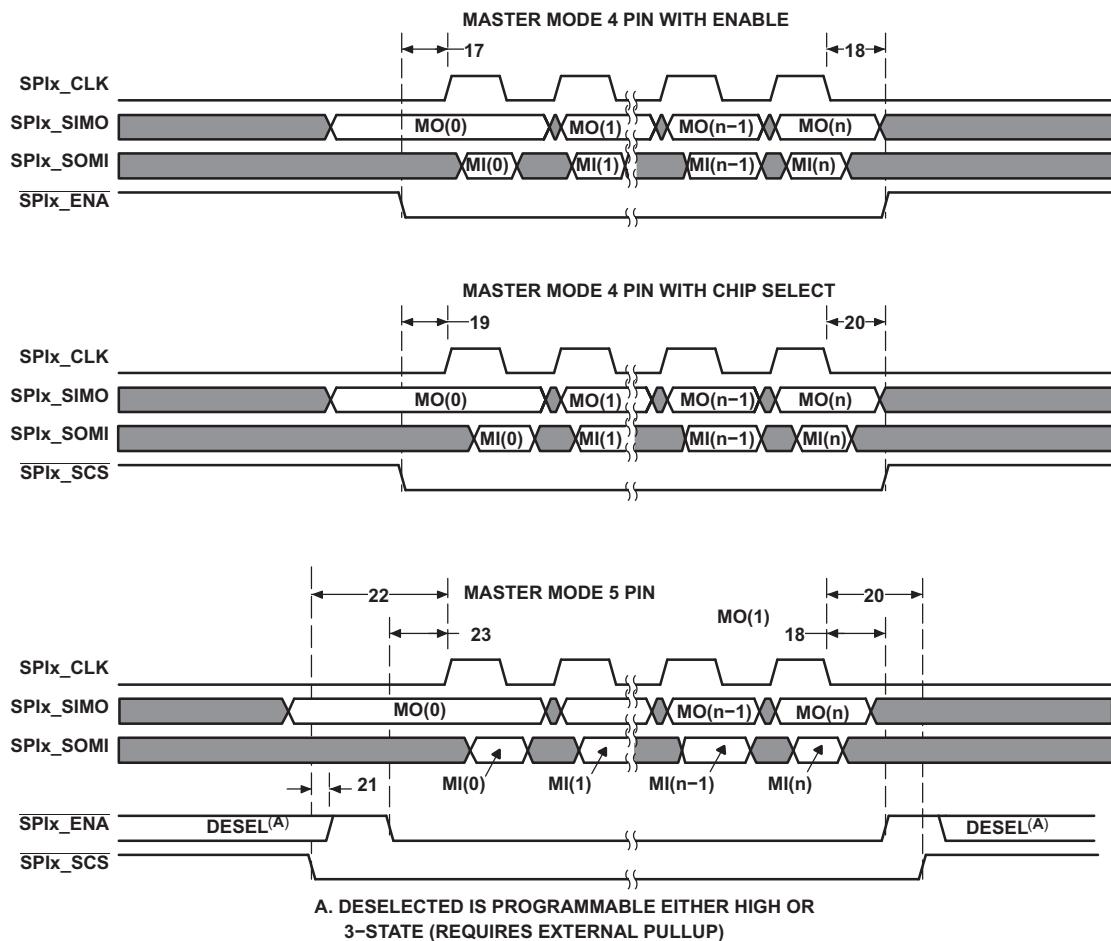 MASTER MODE 4 PIN WITH ENABLE
17
18
SPIx_CLK
SPIx_SIMO
MO(0)
MO(1)
MO(n−1)
MO(n)
SPIx_SOMI
MI(0)
MI(1)
MI(n−1)
MI(n)
SPIx_ENA
MASTER MODE 4 PIN WITH CHIP SELECT
19
20
SPIx_CLK
SPIx_SIMO
MO(0)
MO(1)
MO(n−1)
MO(n)
SPIx_SOMI
MI(0)
MI(1)
MI(n−1)
MI(n)
SPIx_SCS
22
MASTER MODE 5 PIN
20
MO(1)
23
18
SPIx_CLK
SPIx_SIMO
MO(0)
MO(n−1)
MO(n)
SPIx_SOMI
21
MI(0)
MI(1)
MI(n−1)
MI(n)
SPIx_ENA
DESEL(A)
DESEL(A)
SPIx_SCS
A. DESELECTED IS PROGRAMMABLE EITHER HIGH OR
3−STATE (REQUIRES EXTERNAL PULLUP)